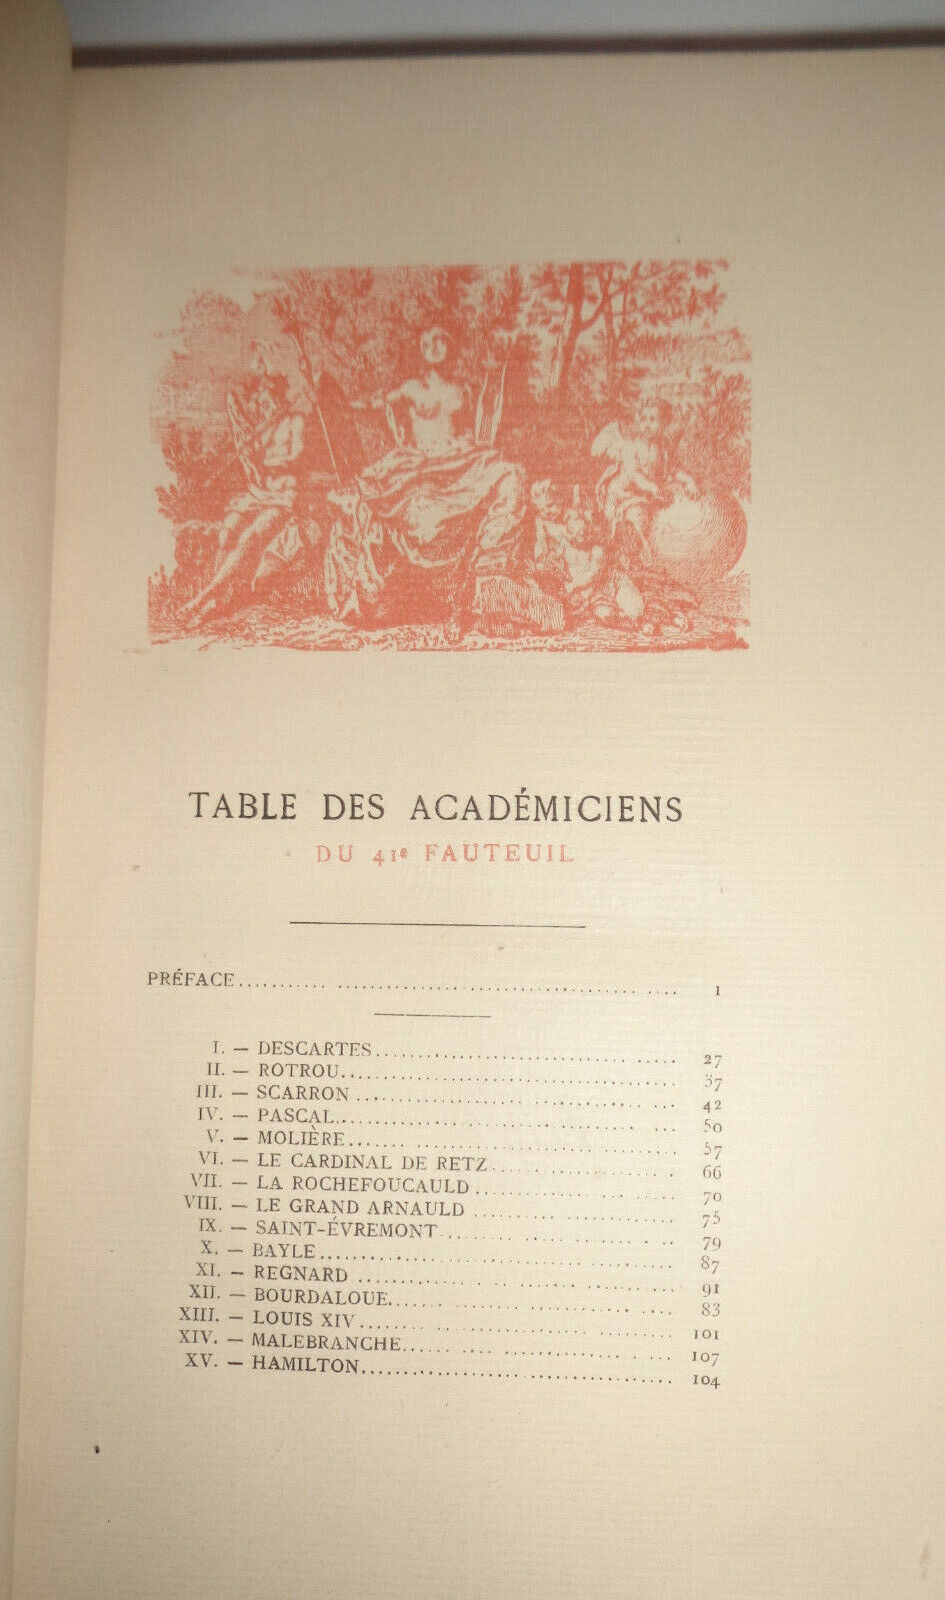 TABLE DES ACADÉMICIENS
DU 41e FAUTEUIL
PRÉFACE........... ........................................ .... 1
I. — DESCARTES.............................. ..... 27
II. — ROTROU........................................ 37
III. — SCARRON .............................. ... 42
IV. — PASCAL.............................. ... 50
V. — MOLIÈRE....... ......................... . 57
VI. — LE CARDINAL DE RETZ........................ 66
VII. — LA ROCHEFOUCAULD ........................ 70
VIII. — LE GRAND ARNAULD ........................ 75
IX. — SAINT-ÉVREMONT........ .............. .. .. 79
X. — BAYLE........................................ 87
XI. — REGNARD .............................. 91
XII. — BOURDALOUE........ .................. .... 83
XIII. — LOUIS XIV........................ ........ 101
XIV. — MALEBRANCHE........ .................. . ... 107
XV. — HAMILTON........................................ 104